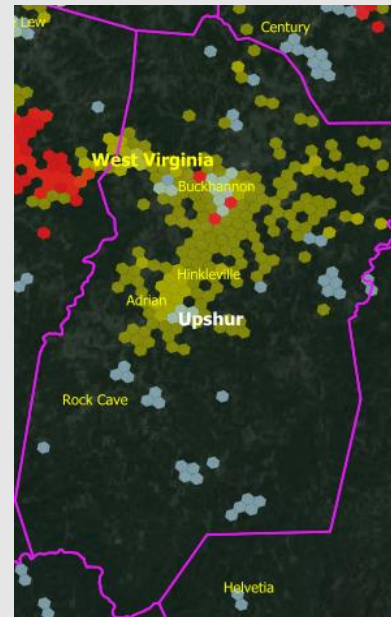 Lew
Century
West Virginia
Buckhannon
Hinkleville
Adrian
Upshur
Rock Cave
Helvetia